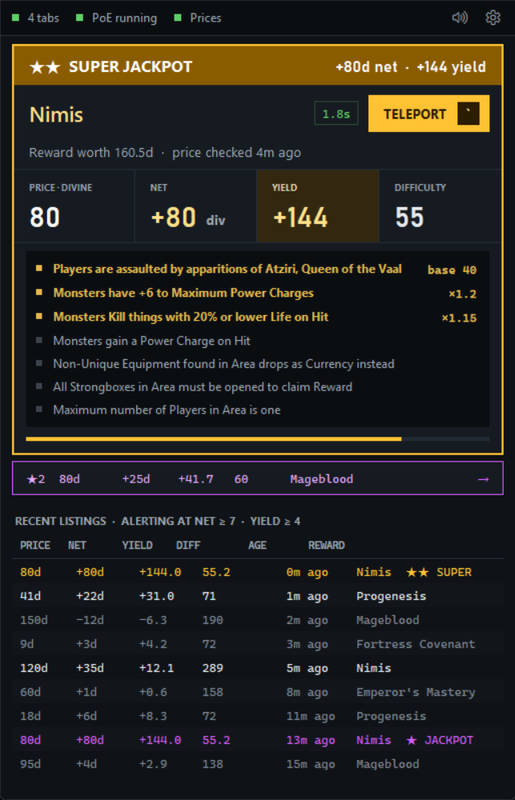 4 tabs PoE running Prices
★★ SUPER JACKPOT +80d net · +144 yield
Nimis 1.8s TELEPORT `
Reward worth 160.5d · price checked 4m ago
PRICE·DIVINE NET YIELD DIFFICULTY
80 +80 div +144 55
Players are assaulted by apparitions of Atziri, Queen of the Vaal base 40
Monsters have +6 to Maximum Power Charges ×1.2
Monsters Kill things with 20% or lower Life on Hit ×1.15
Monsters gain a Power Charge on Hit
Non-Unique Equipment found in Area drops as Currency instead
All Strongboxes in Area must be opened to claim Reward
Maximum number of Players in Area is one
★2 80d +25d +41.7 60 Mageblood →
RECENT LISTINGS · ALERTING AT NET ≥ 7 · YIELD ≥ 4
PRICE NET YIELD DIFF AGE REWARD
80d +80d +144.0 55.2 0m ago Nimis ★★ SUPER
41d +22d +31.0 71 1m ago Progenesis
150d −12d −6.3 190 2m ago Mageblood
9d +3d +4.2 72 3m ago Fortress Covenant
120d +35d +12.1 289 5m ago Nimis
60d +1d +0.6 158 8m ago Emperor's Mastery
18d +6d +8.3 72 11m ago Progenesis
80d +80d +144.0 55.2 13m ago Nimis ★ JACKPOT
95d +4d +2.9 138 15m ago Mageblood